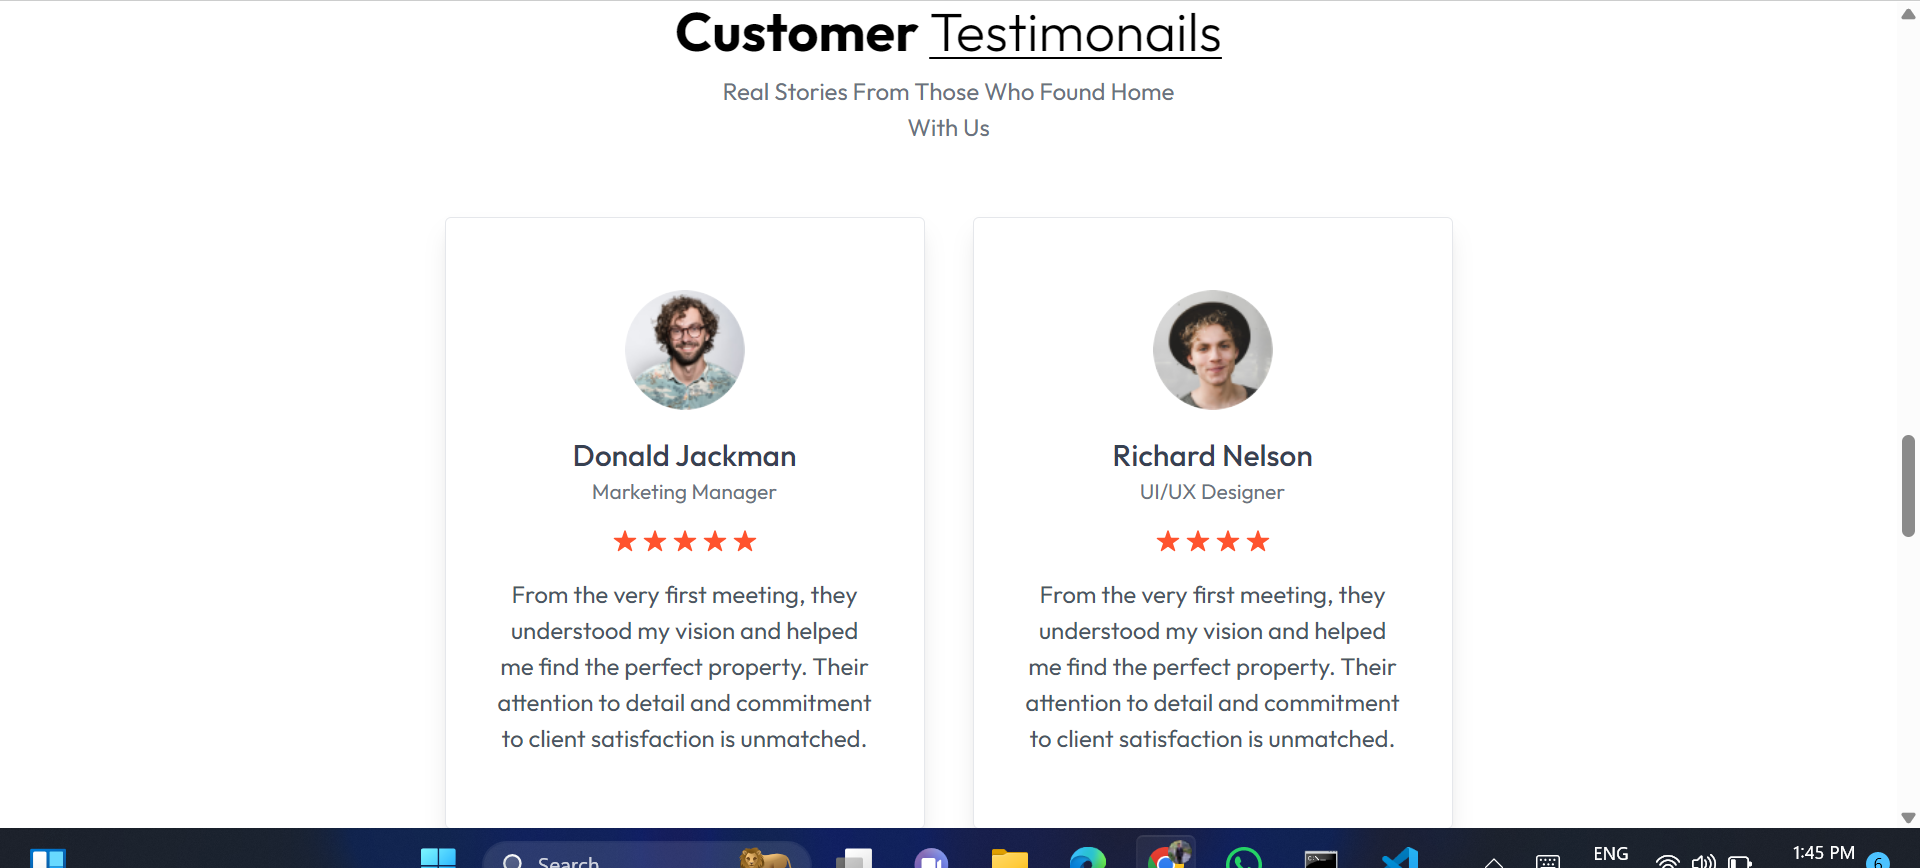 Customer Testimonails
Real Stories From Those Who Found Home
With Us
Donald Jackman
Marketing Manager
From the very first meeting, they
understood my vision and helped
me find the perfect property. Their
attention to detail and commitment
to client satisfaction is unmatched.
Richard Nelson
UI/UX Designer
From the very first meeting, they
understood my vision and helped
me find the perfect property. Their
attention to detail and commitment
to client satisfaction is unmatched.
Search
ENG
1:45 PM
6